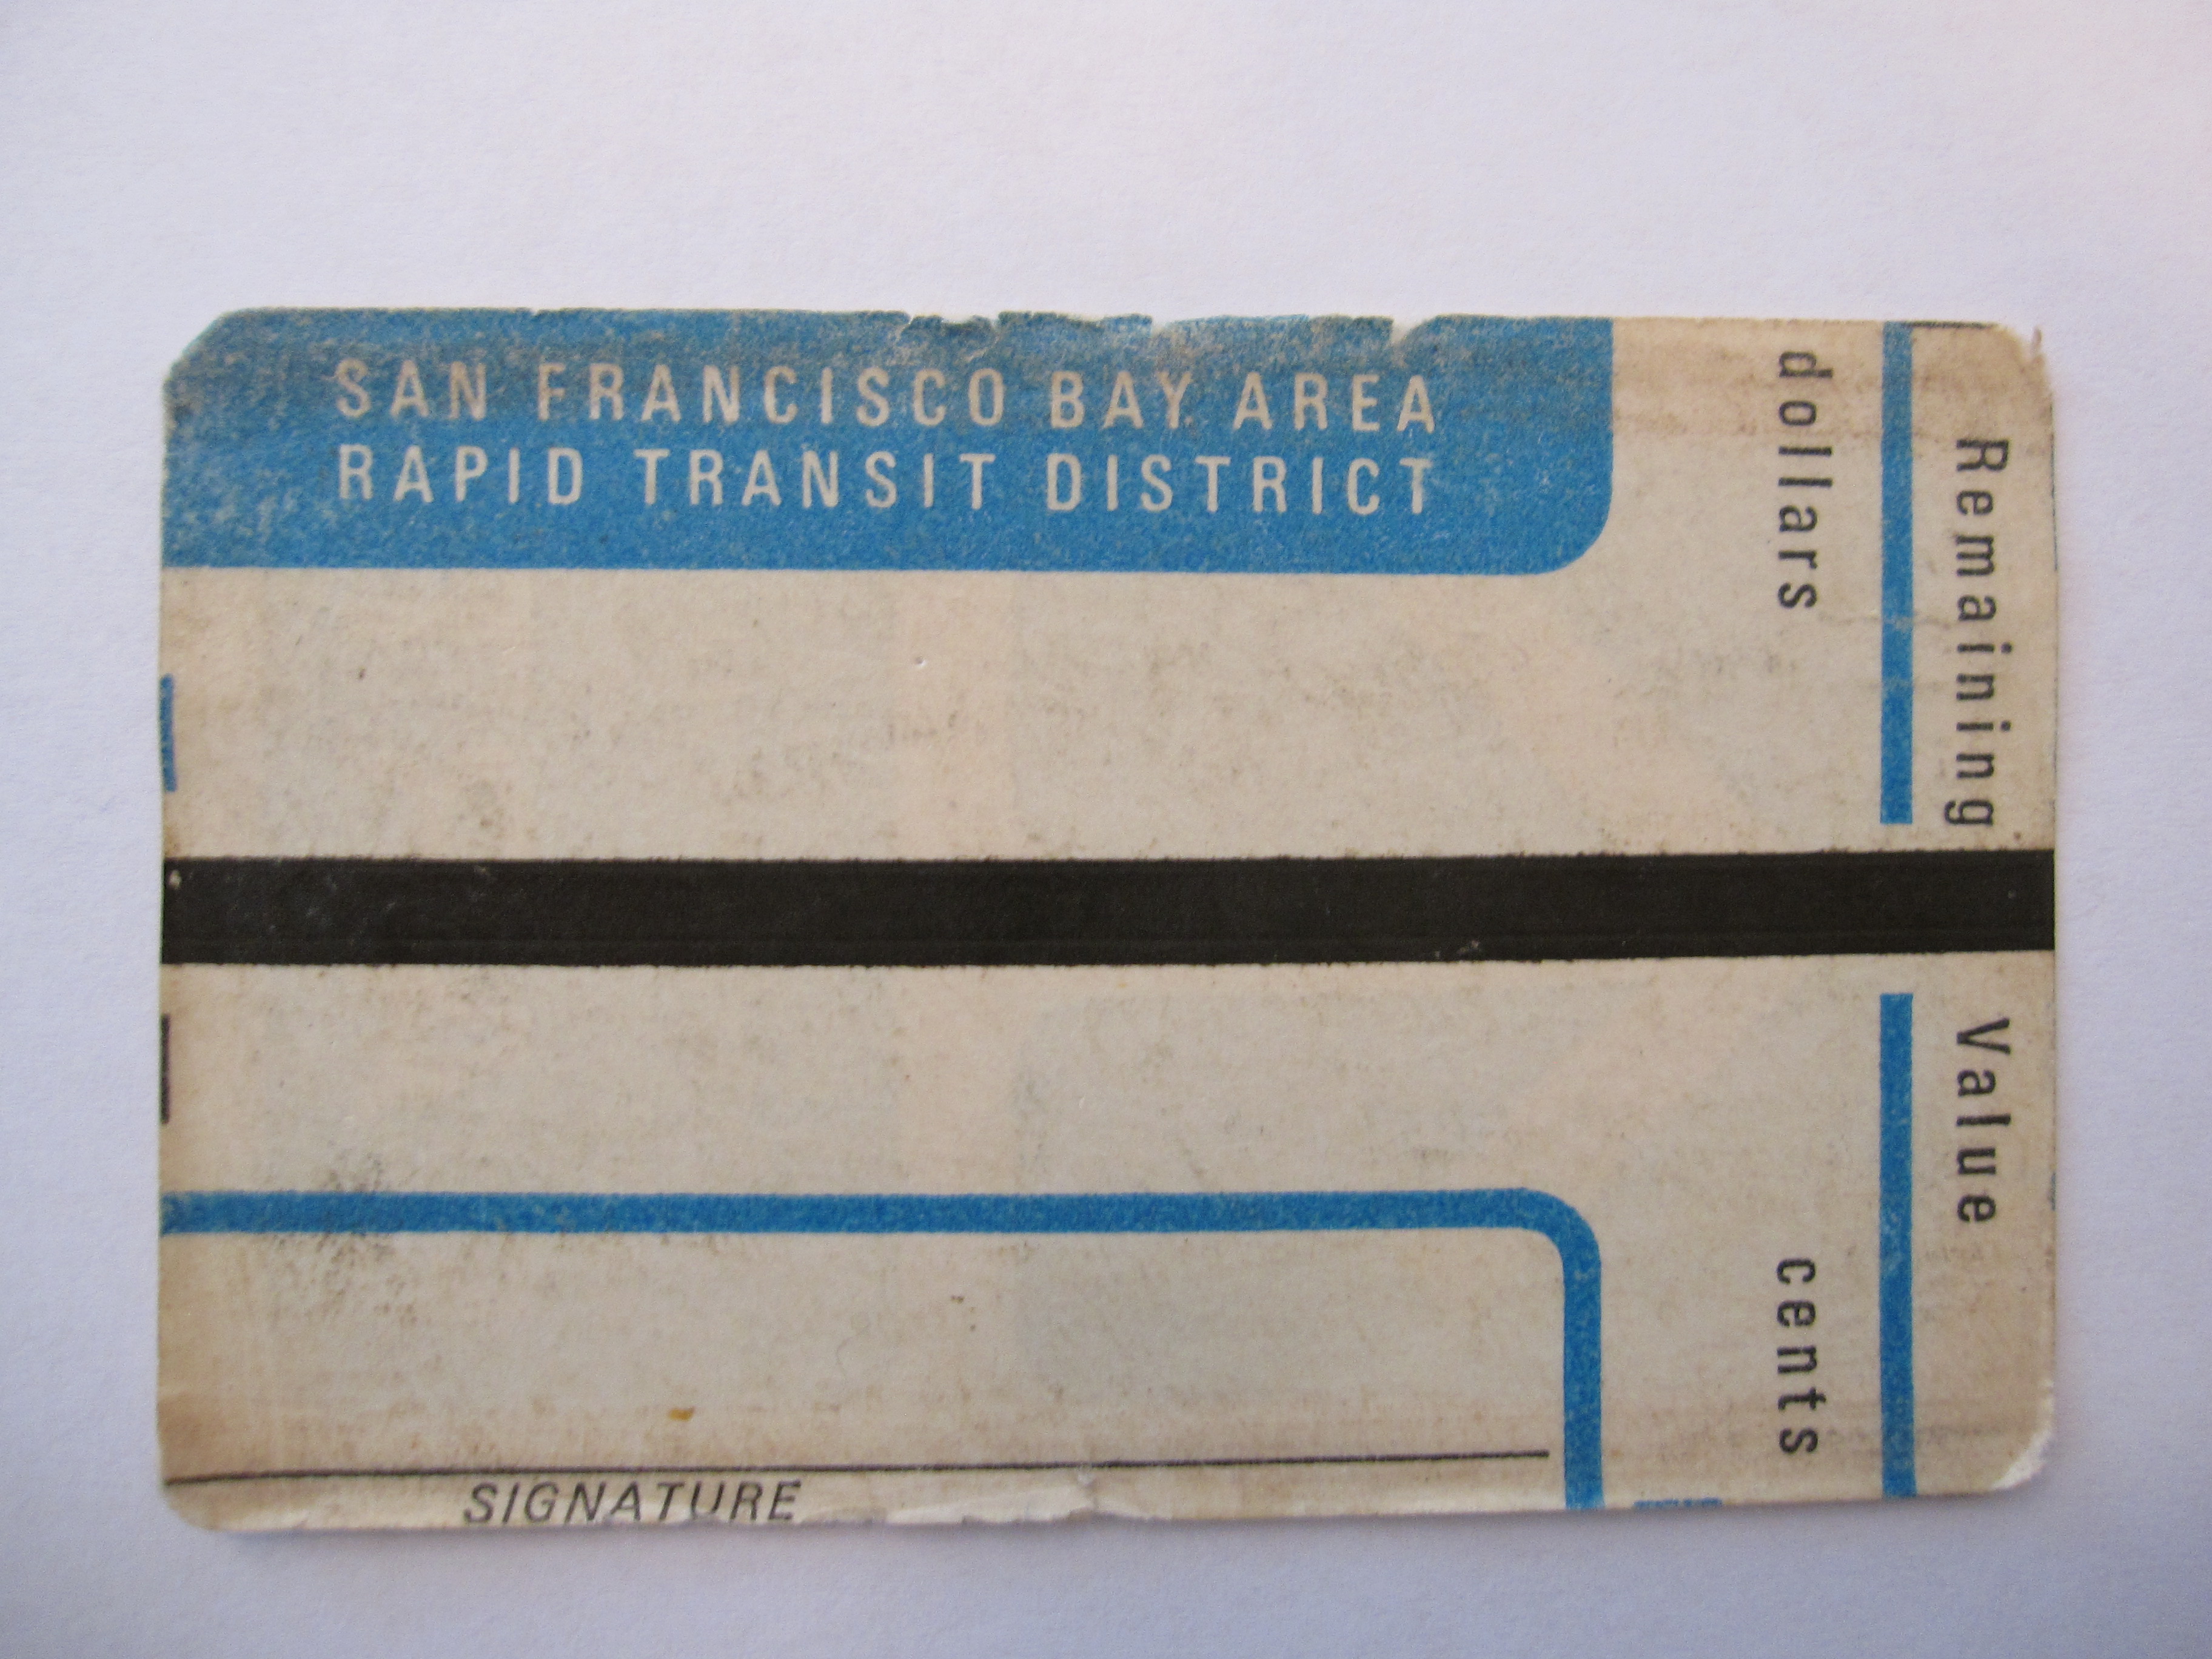 SAN FRANCISCO BAY AREA
RAPID TRANSIT DISTRICT
dollars
cents
Remaining Value
SIGNATURE